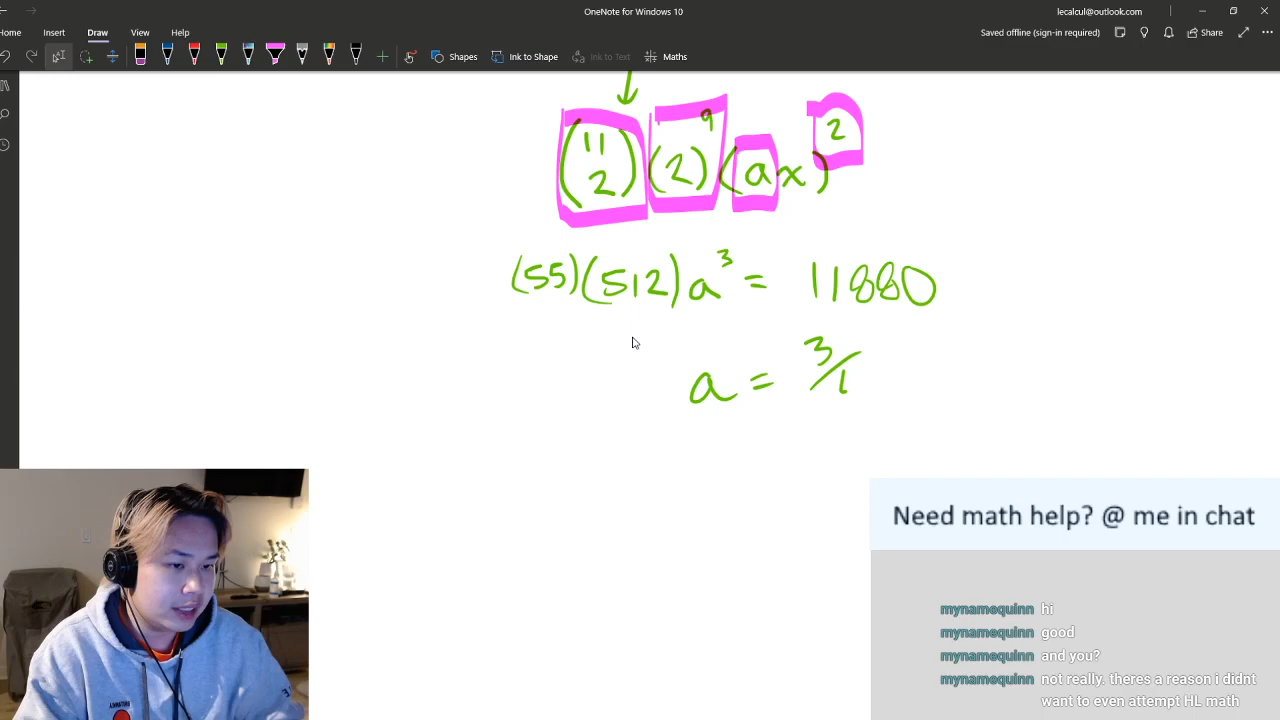 OneNote for Windows 10
lecalcul@outlook.com
Home Insert Draw View Help
Saved offline (sign-in required) Share
Shapes Ink to Shape Ink to Text Maths
(11 2) (2)^9 (ax)^2
(55)(512)a^3 = 11880
a = 3/1
Need math help? @ me in chat
mynamequinn hi
mynamequinn good
mynamequinn and you?
mynamequinn not really. theres a reason i didnt
want to even attempt HL math